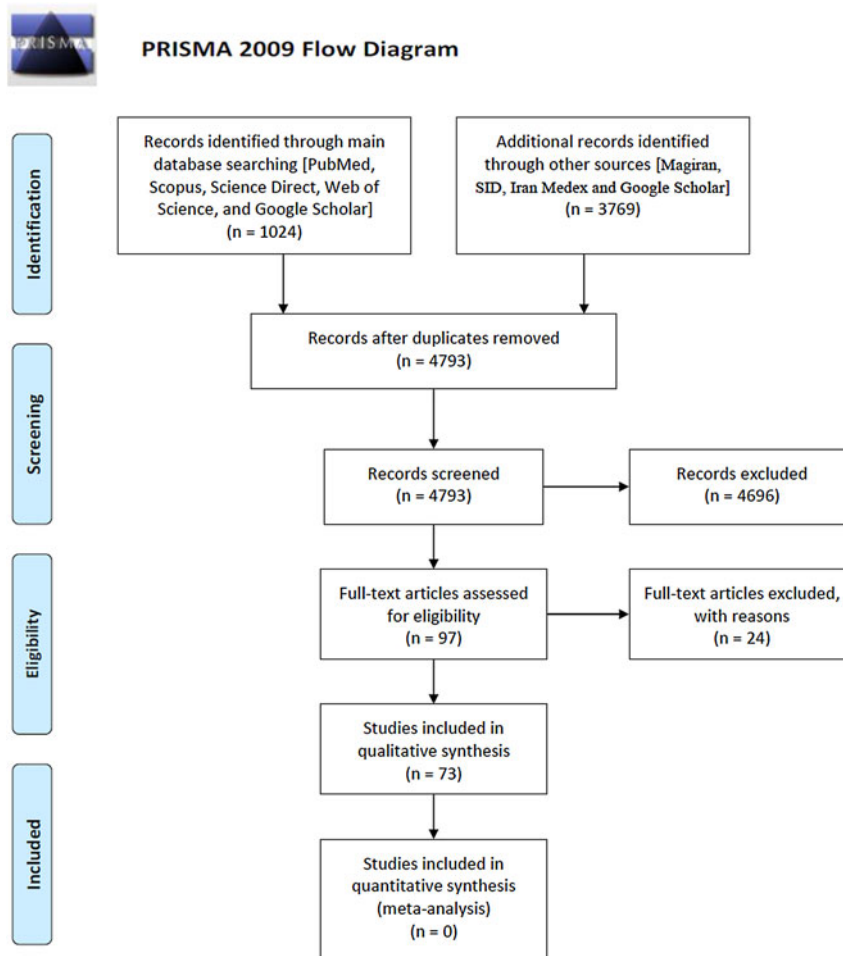 PRISMA
PRISMA 2009 Flow Diagram
Identification
Records identified through main
database searching [PubMed,
Scopus, Science Direct, Web of
Science, and Google Scholar]
(n = 1024)
Additional records identified
through other sources [Magiran,
SID, Iran Medex and Google Scholar]
(n = 3769)
Records after duplicates removed
(n = 4793)
Screening
Records screened
(n = 4793)
Records excluded
(n = 4696)
Eligibility
Full-text articles assessed
for eligibility
(n = 97)
Full-text articles excluded,
with reasons
(n = 24)
Studies included in
qualitative synthesis
(n = 73)
Included
Studies included in
quantitative synthesis
(meta-analysis)
(n = 0)